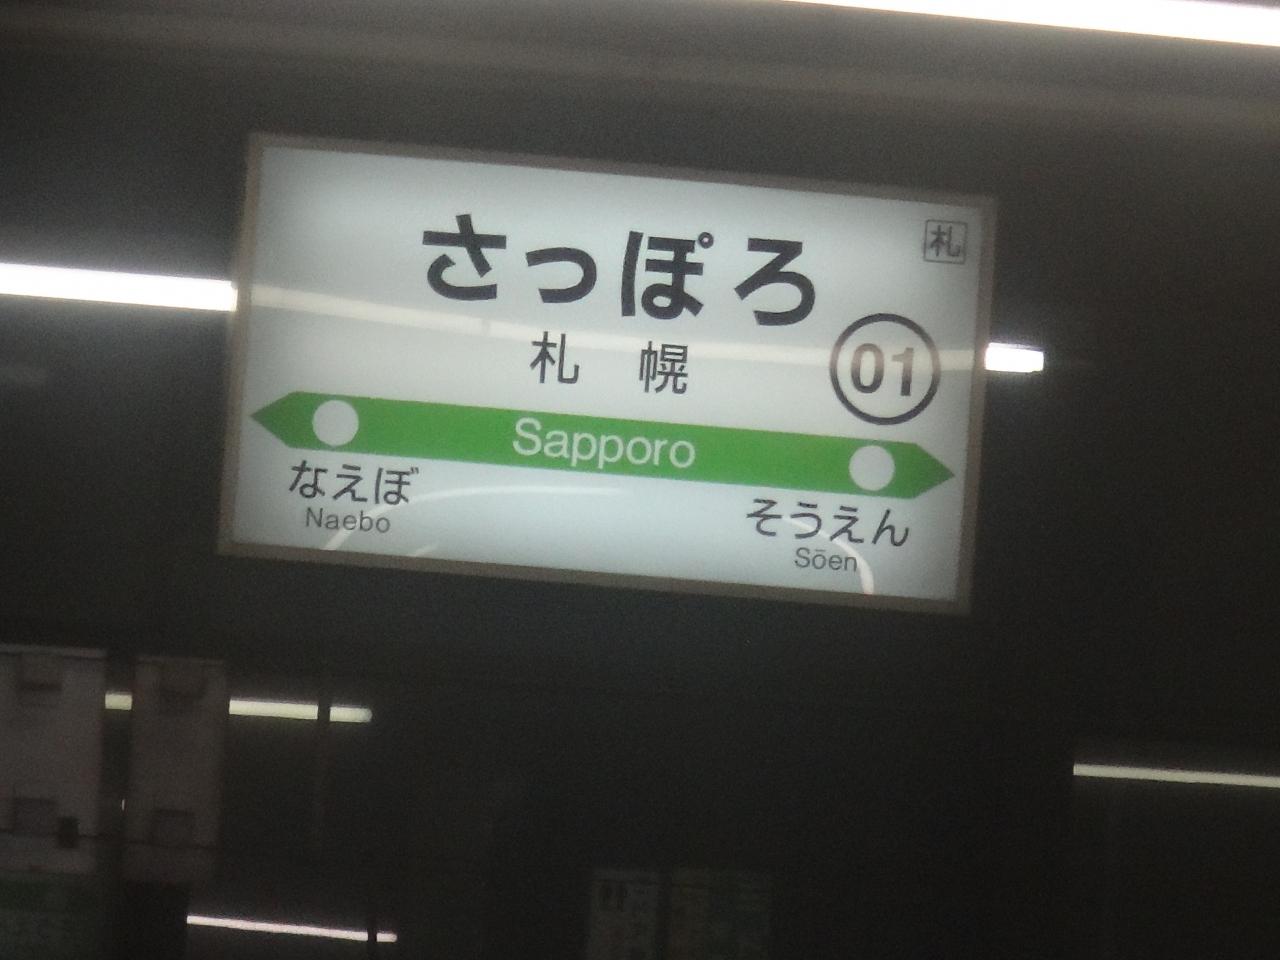 札
さっぽろ
札幌
01
Sapporo
なえぼ
Naebo
そうえん
Sōen